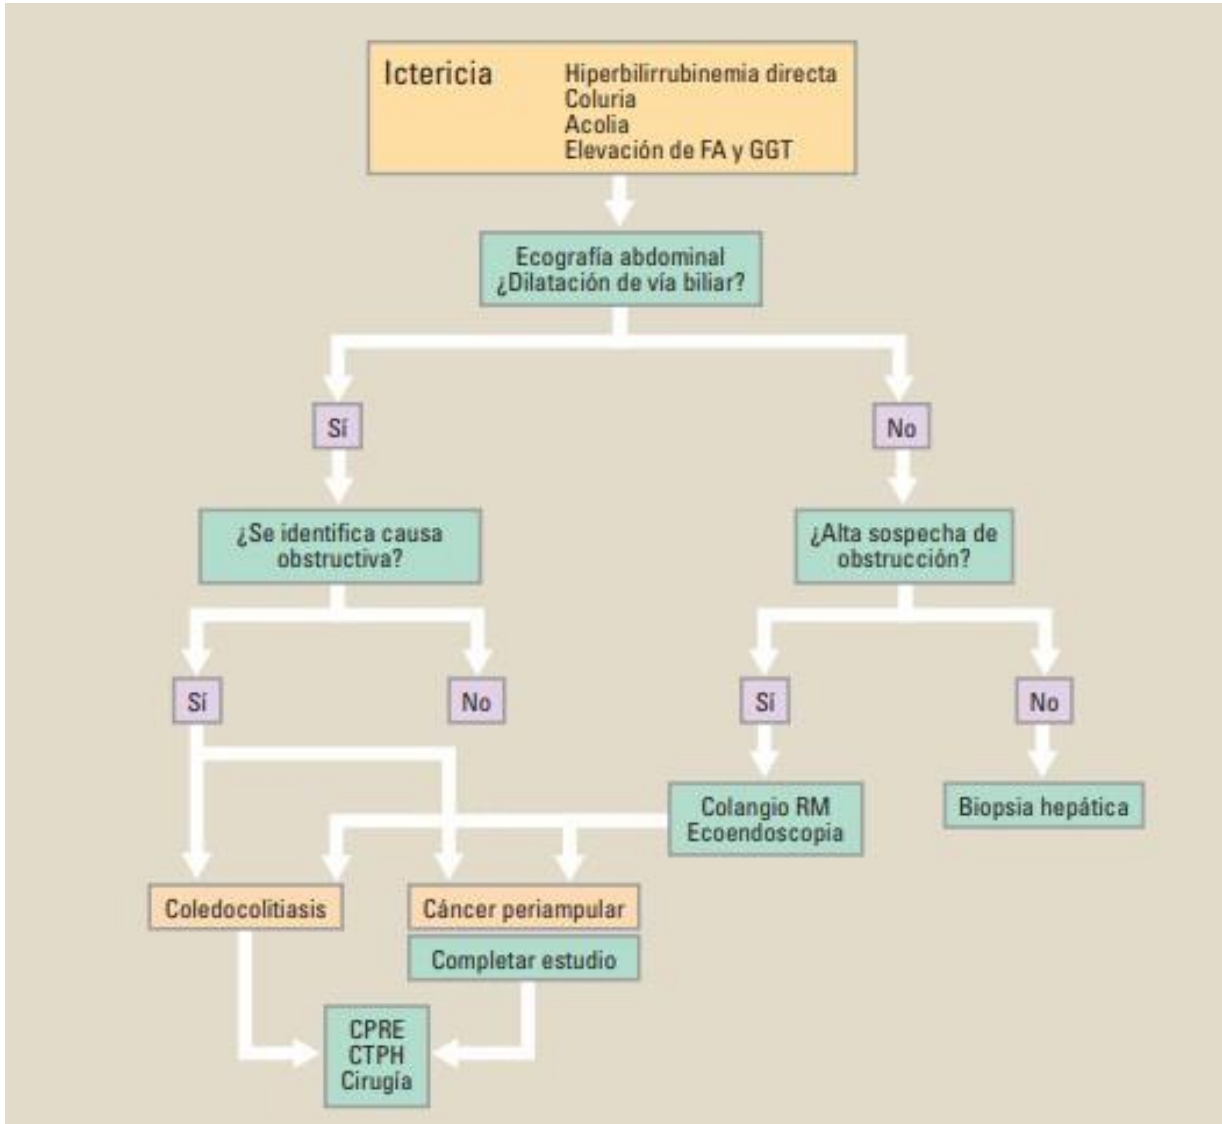 Ictericia
Hiperbilirrubinemia directa
Coluria
Acolia
Elevación de FA y GGT
Ecografía abdominal
¿Dilatación de vía biliar?
Sí
No
¿Se identifica causa
obstructiva?
¿Alta sospecha de
obstrucción?
Sí
No
Sí
No
Colangio RM
Ecoendoscopia
Biopsia hepática
Coledocolitiasis
Cáncer periampular
Completar estudio
CPRE
CTPH
Cirugía